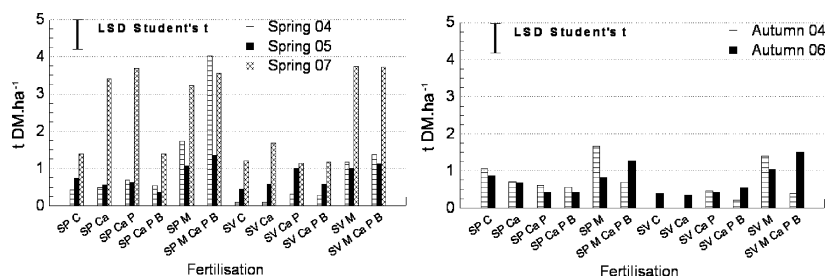 LSD Student's t
Spring 04
Spring 05
Spring 07
t DM.ha⁻¹
5
4
3
2
1
0
SP C
SP Ca
SP Ca P
SP Ca P B
SP M
SP M Ca P B
SV C
SV Ca
SV Ca P
SV Ca P B
SV M
SV M Ca P B
Fertilisation
LSD Student's t
Autumn 04
Autumn 06
t DM.ha⁻¹
5
4
3
2
1
0
SP C
SP Ca
SP Ca P
SP Ca P B
SP M
SP M Ca P B
SV C
SV Ca
SV Ca P
SV Ca P B
SV M
SV M Ca P B
Fertilisation